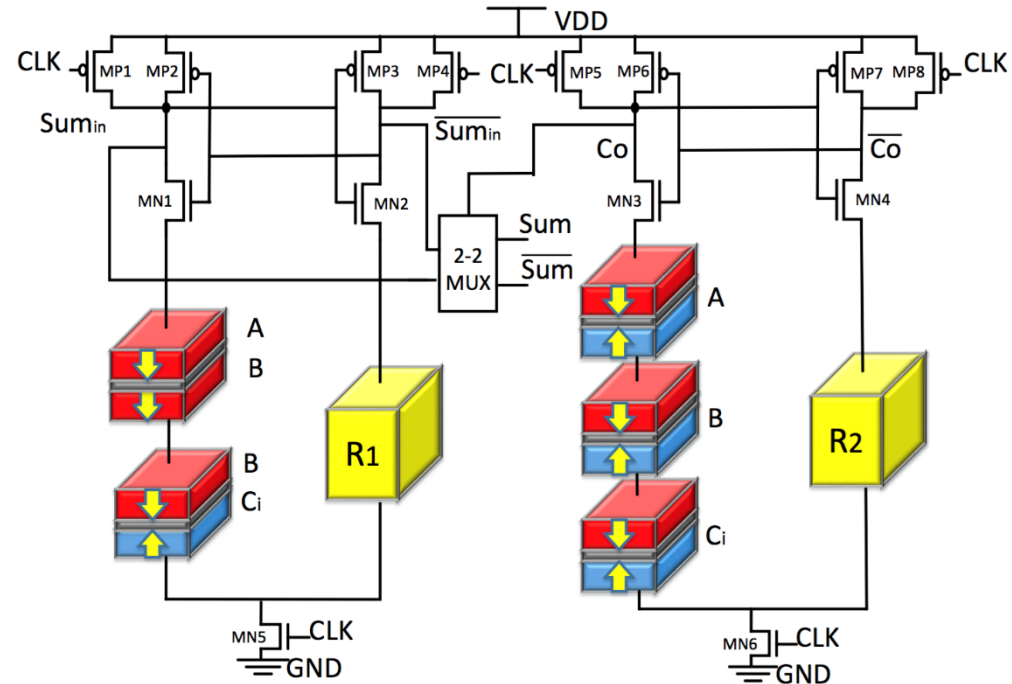 VDD
CLK
MP1
MP2
MP3
MP4
CLK
MP5
MP6
MP7
MP8
CLK
Sumin
Sumin
Co
Co
MN1
MN2
MN3
MN4
2-2
MUX
Sum
Sum
A
B
B
Ci
R1
A
B
Ci
R2
MN5
CLK
GND
MN6
CLK
GND